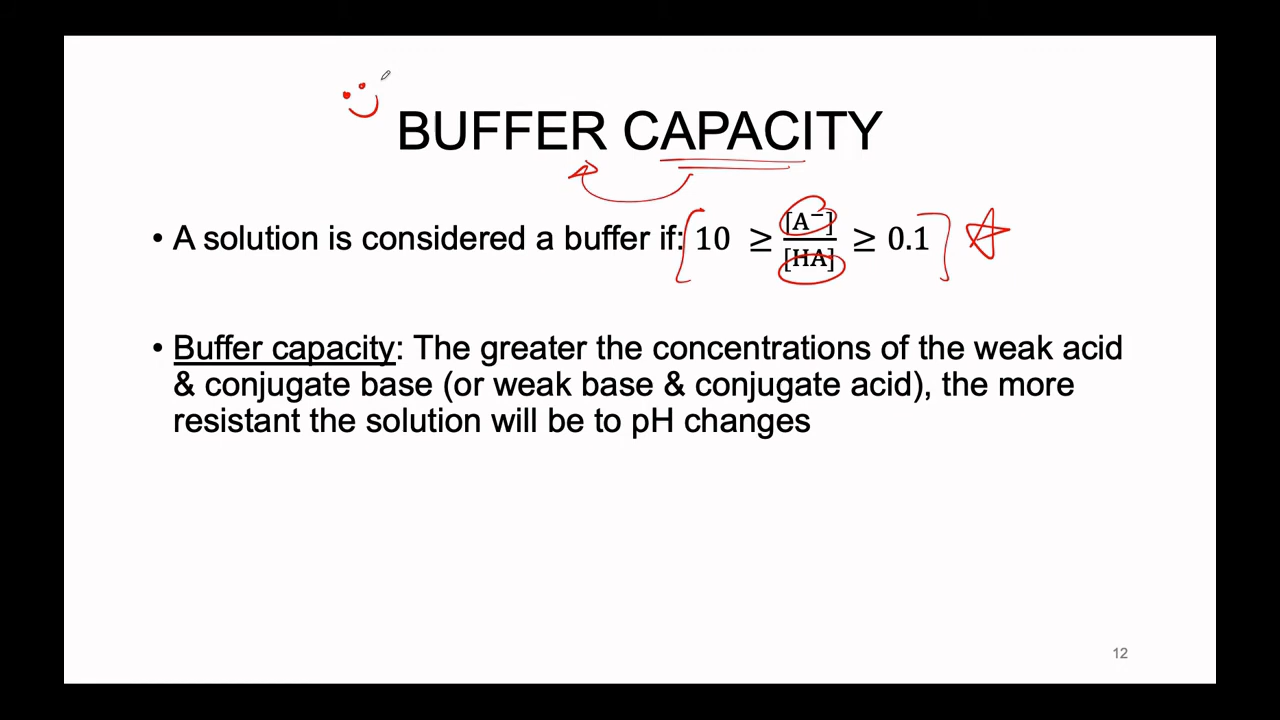 BUFFER CAPACITY
• A solution is considered a buffer if: 10 ≥ [A⁻]/[HA] ≥ 0.1
• Buffer capacity: The greater the concentrations of the weak acid
& conjugate base (or weak base & conjugate acid), the more
resistant the solution will be to pH changes
12